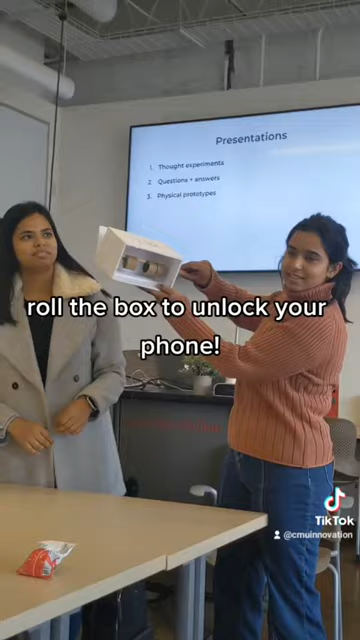 Presentations
1. Thought experiments
2. Questions + answers
3. Physical prototypes
roll the box to unlock your
phone!
TikTok
@cmuinnovation